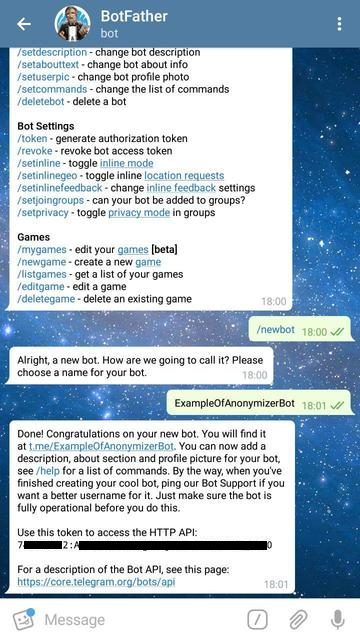 BotFather
bot
/setdescription - change bot description
/setabouttext - change bot about info
/setuserpic - change bot profile photo
/setcommands - change the list of commands
/deletebot - delete a bot
Bot Settings
/token - generate authorization token
/revoke - revoke bot access token
/setinline - toggle inline mode
/setinlinegeo - toggle inline location requests
/setinlinefeedback - change inline feedback settings
/setjoingroups - can your bot be added to groups?
/setprivacy - toggle privacy mode in groups
Games
/mygames - edit your games [beta]
/newgame - create a new game
/listgames - get a list of your games
/editgame - edit a game
/deletegame - delete an existing game
18:00
/newbot 18:00
Alright, a new bot. How are we going to call it? Please
choose a name for your bot.
18:00
ExampleOfAnonymizerBot 18:01
Done! Congratulations on your new bot. You will find it
at t.me/ExampleOfAnonymizerBot. You can now add a
description, about section and profile picture for your bot,
see /help for a list of commands. By the way, when you've
finished creating your cool bot, ping our Bot Support if you
want a better username for it. Just make sure the bot is
fully operational before you do this.
Use this token to access the HTTP API:
7 2:A 0
For a description of the Bot API, see this page:
https://core.telegram.org/bots/api
18:01
Message